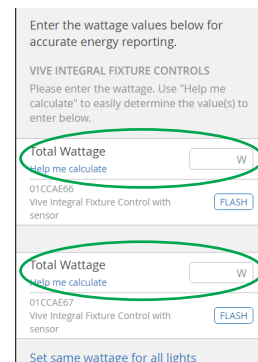 Enter the wattage values below for
accurate energy reporting.
VIVE INTEGRAL FIXTURE CONTROLS
Please enter the wattage. Use "Help me
calculate" to easily determine the value(s) to
enter below.
Total Wattage
W
Help me calculate
01CCAE66
Vive Integral Fixture Control with
sensor
FLASH
Total Wattage
W
Help me calculate
01CCAE67
Vive Integral Fixture Control with
sensor
FLASH
Set same wattage for all lights